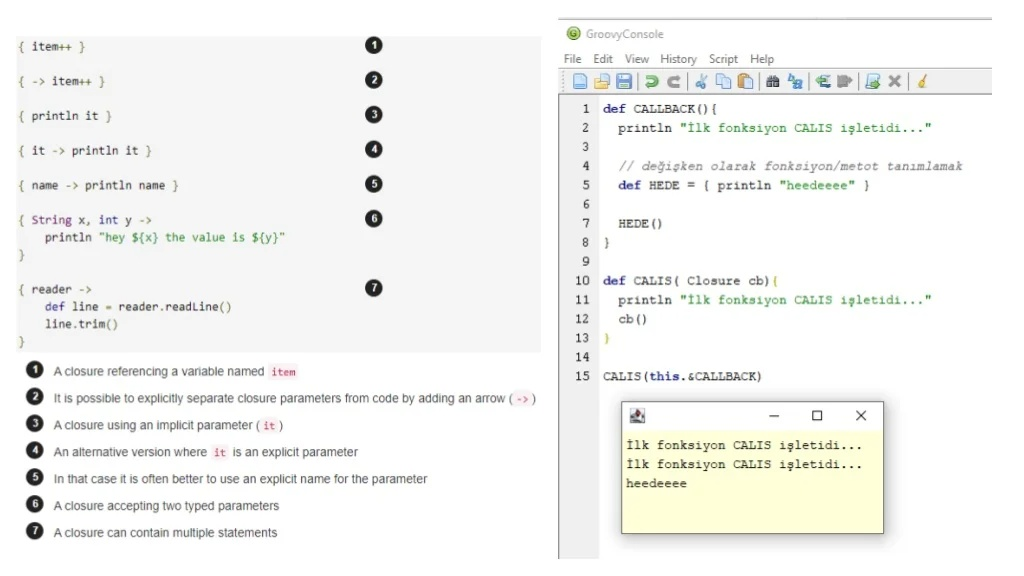 { item++ } 1
{ -> item++ } 2
{ println it } 3
{ it -> println it } 4
{ name -> println name } 5
{ String x, int y -> 6
println "hey ${x} the value is ${y}"
}
{ reader -> 7
def line = reader.readLine()
line.trim()
}
1 A closure referencing a variable named item
2 It is possible to explicitly separate closure parameters from code by adding an arrow ( -> )
3 A closure using an implicit parameter ( it )
4 An alternative version where it is an explicit parameter
5 In that case it is often better to use an explicit name for the parameter
6 A closure accepting two typed parameters
7 A closure can contain multiple statements
GroovyConsole
File Edit View History Script Help
1 def CALLBACK(){
2 println "İlk fonksiyon CALIS işletidi..."
3
4 // değişken olarak fonksiyon/metot tanımlamak
5 def HEDE = { println "heedeeee" }
6
7 HEDE()
8 }
9
10 def CALIS( Closure cb){
11 println "İlk fonksiyon CALIS işletidi..."
12 cb()
13 }
14
15 CALIS(this.&CALLBACK)
İlk fonksiyon CALIS işletidi...
İlk fonksiyon CALIS işletidi...
heedeeee